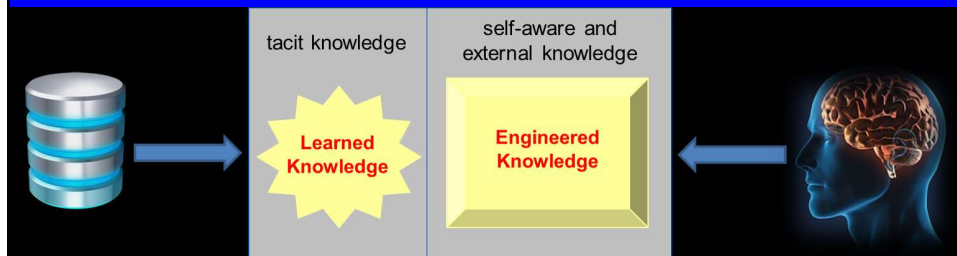 tacit knowledge
self-aware and
external knowledge
Learned
Knowledge
Engineered
Knowledge